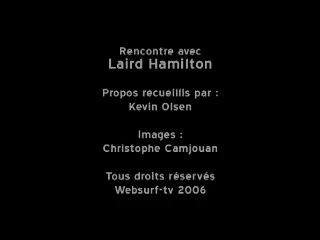 Rencontre avec
Laird Hamilton
Propos recueillis par :
Kevin Olsen
Images :
Christophe Camjouan
Tous droits réservés
Websurf-tv 2006